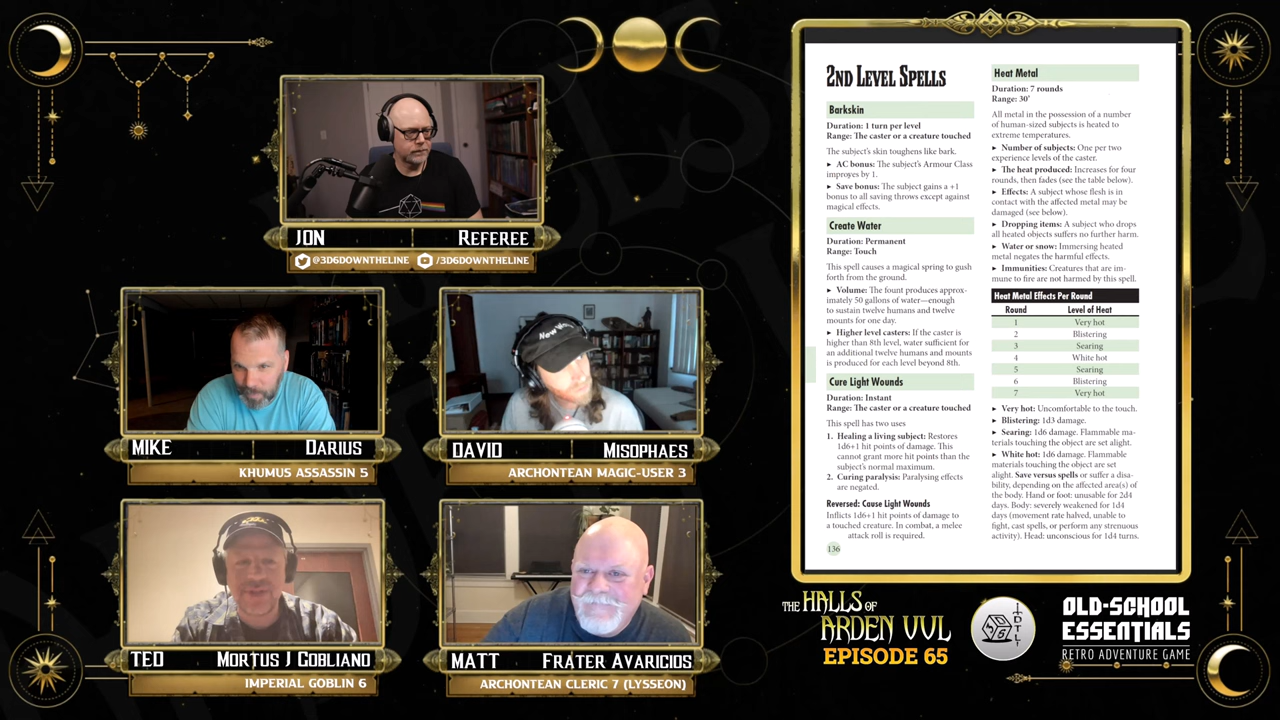 JON
REFEREE
@3D6DOWNTHELINE
/3D6DOWNTHELINE
MIKE
DARIUS
KHUMUS ASSASSIN 5
DAVID
MISOPHAES
ARCHONTEAN MAGIC-USER 3
TED
MORTUS J GOBLIANO
IMPERIAL GOBLIN 6
MATT
FRATER AVARICIOS
ARCHONTEAN CLERIC 7 (LYSSEON)
2ND LEVEL SPELLS
Barkskin
Duration: 1 turn per level
Range: The caster or a creature touched
The subject's skin toughens like bark.
► AC bonus: The subject's Armour Class
improves by 1.
► Save bonus: The subject gains a +1
bonus to all saving throws except against
magical effects.
Create Water
Duration: Permanent
Range: Touch
This spell causes a magical spring to gush
forth from the ground.
► Volume: The fount produces approx-
imately 50 gallons of water—enough
to sustain twelve humans and twelve
mounts for one day.
► Higher level casters: If the caster is
higher than 8th level, water sufficient for
an additional twelve humans and mounts
is produced for each level beyond 8th.
Cure Light Wounds
Duration: Instant
Range: The caster or a creature touched
This spell has two uses
1. Healing a living subject: Restores
1d6+1 hit points of damage. This
cannot grant more hit points than the
subject's normal maximum.
2. Curing paralysis: Paralysing effects
are negated.
Reversed: Cause Light Wounds
Inflicts 1d6+1 hit points of damage to
a touched creature. In combat, a melee
attack roll is required.
136
Heat Metal
Duration: 7 rounds
Range: 30'
All metal in the possession of a number
of human-sized subjects is heated to
extreme temperatures.
► Number of subjects: One per two
experience levels of the caster.
► The heat produced: Increases for four
rounds, then fades (see the table below).
► Effects: A subject whose flesh is in
contact with the affected metal may be
damaged (see below).
► Dropping items: A subject who drops
all heated objects suffers no further harm.
► Water or snow: Immersing heated
metal negates the harmful effects.
► Immunities: Creatures that are im-
mune to fire are not harmed by this spell.
Heat Metal Effects Per Round
Round Level of Heat
1 Very hot
2 Blistering
3 Searing
4 White hot
5 Searing
6 Blistering
7 Very hot
► Very hot: Uncomfortable to the touch.
► Blistering: 1d3 damage.
► Searing: 1d6 damage. Flammable ma-
terials touching the object are set alight.
► White hot: 1d6 damage. Flammable
materials touching the object are set
alight. Save versus spells or suffer a disa-
bility, depending on the affected area(s) of
the body. Hand or foot: unusable for 2d4
days. Body: severely weakened for 1d4
days (movement rate halved, unable to
fight, cast spells, or perform any strenuous
activity). Head: unconscious for 1d4 turns.
THE HALLS OF
ARDEN VUL
EPISODE 65
3D6
DTLT
OLD-SCHOOL
ESSENTIALS
RETRO ADVENTURE GAME